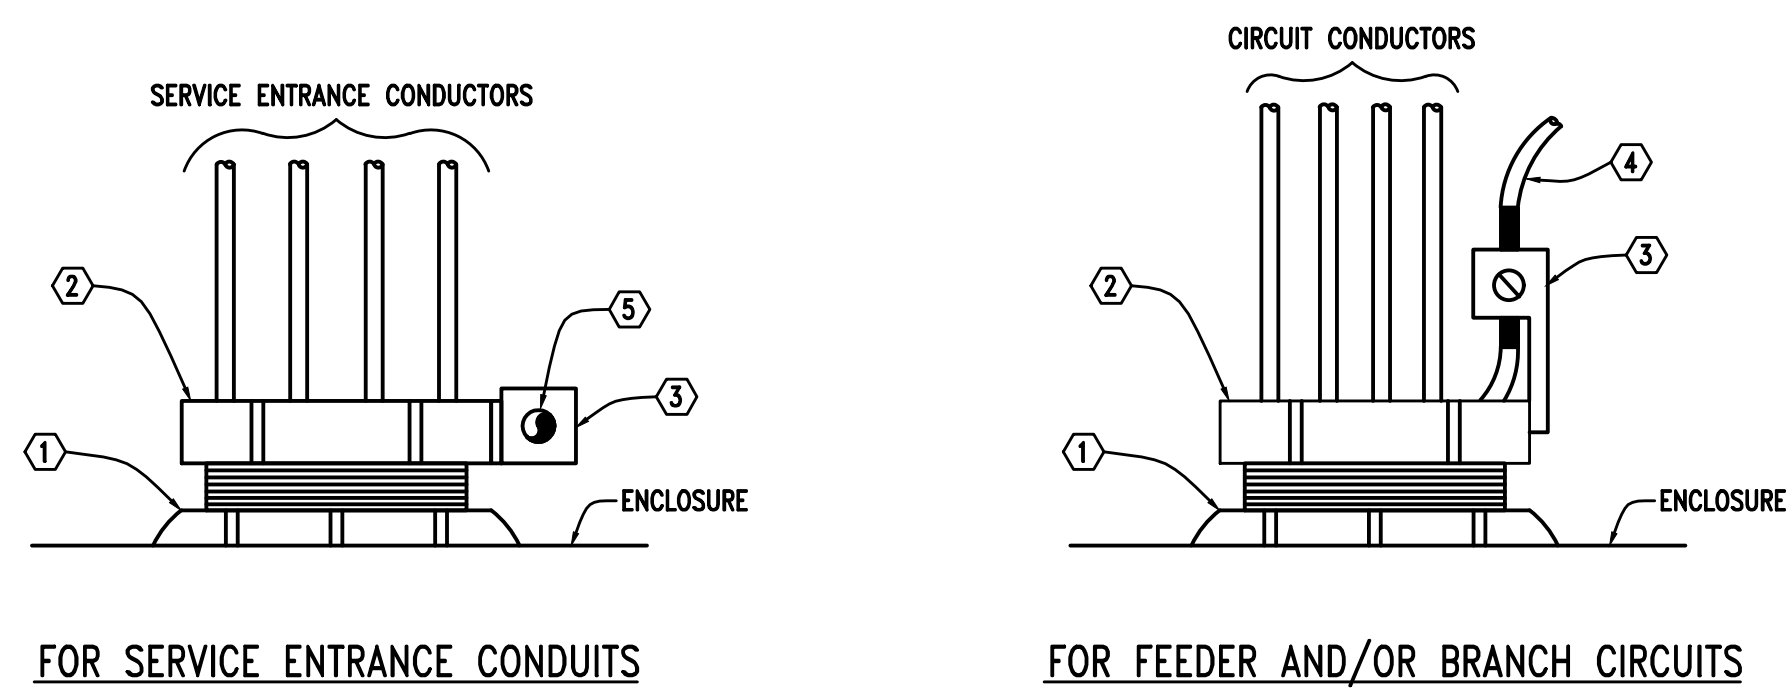 SERVICE ENTRANCE CONDUCTORS
2
5
3
1
ENCLOSURE
FOR SERVICE ENTRANCE CONDUITS
CIRCUIT CONDUCTORS
4
3
2
1
ENCLOSURE
FOR FEEDER AND/OR BRANCH CIRCUITS